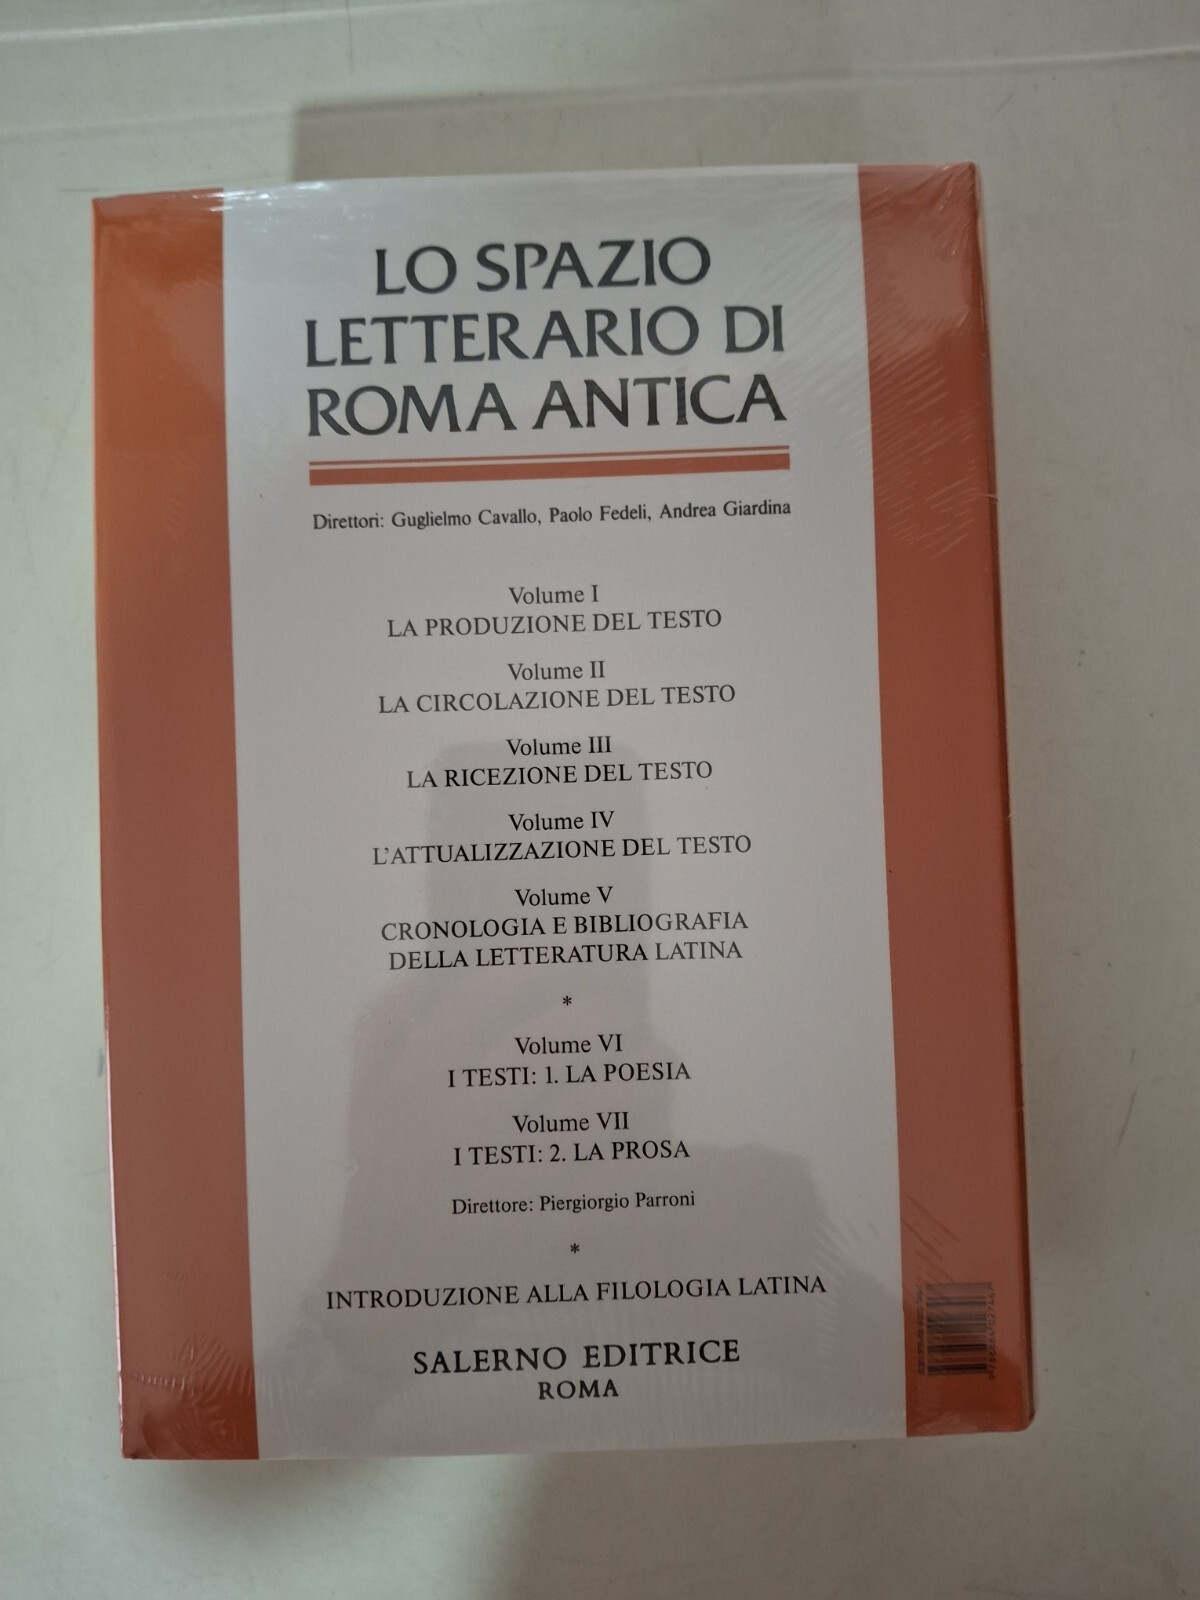 LO SPAZIO
LETTERARIO DI
ROMA ANTICA
Direttori: Guglielmo Cavallo, Paolo Fedeli, Andrea Giardina
Volume I
LA PRODUZIONE DEL TESTO
Volume II
LA CIRCOLAZIONE DEL TESTO
Volume III
LA RICEZIONE DEL TESTO
Volume IV
L'ATTUALIZZAZIONE DEL TESTO
Volume V
CRONOLOGIA E BIBLIOGRAFIA
DELLA LETTERATURA LATINA
*
Volume VI
I TESTI: 1. LA POESIA
Volume VII
I TESTI: 2. LA PROSA
Direttore: Piergiorgio Parroni
*
INTRODUZIONE ALLA FILOLOGIA LATINA
SALERNO EDITRICE
ROMA